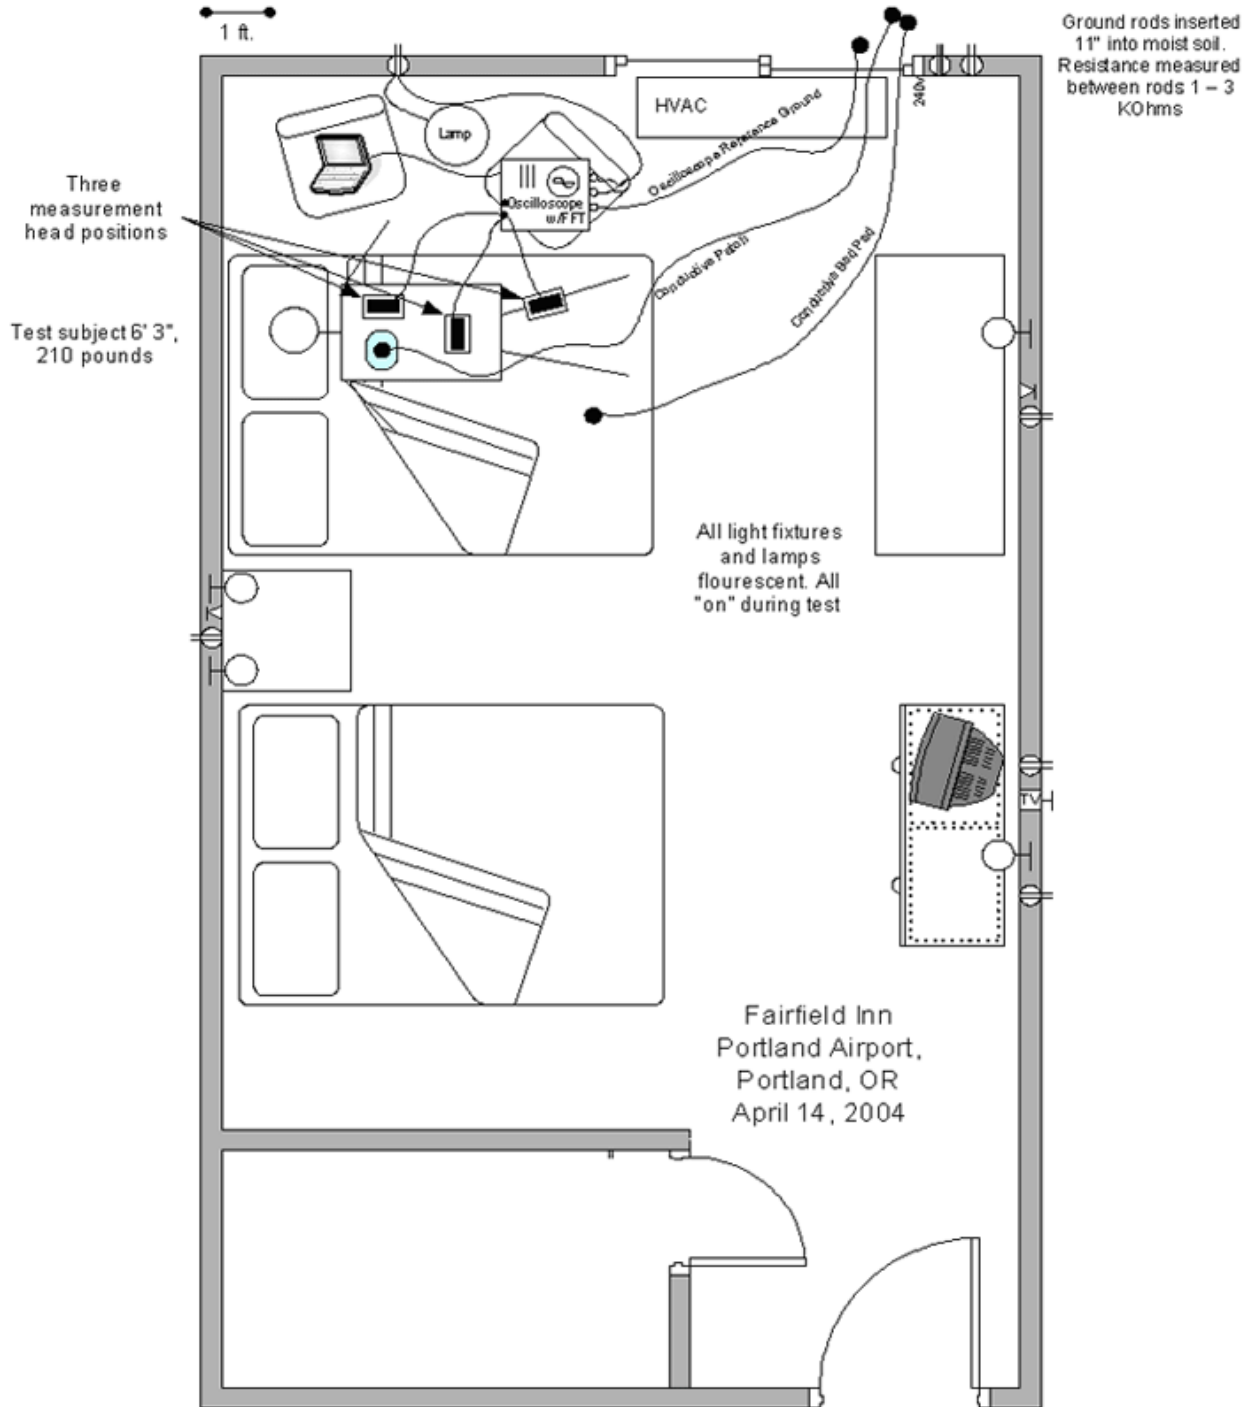 1 ft.
Ground rods inserted
11" into moist soil.
Resistance measured
between rods 1 – 3
KOhms
HVAC
240v
Lamp
Oscilloscope Reference Ground
Oscilloscope
w/FFT
Three
measurement
head positions
Conductive Patch
Conductive Bed Pad
Test subject 6' 3",
210 pounds
All light fixtures
and lamps
flourescent. All
"on" during test
TV
Fairfield Inn
Portland Airport,
Portland, OR
April 14, 2004